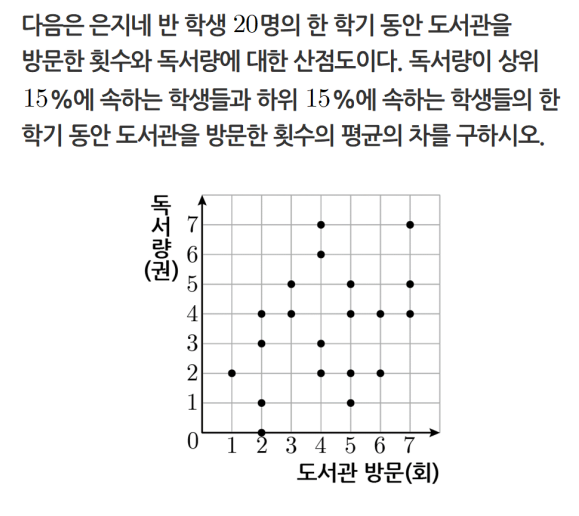 다음은 은지네 반 학생 20명의 한 학기 동안 도서관을
방문한 횟수와 독서량에 대한 산점도이다. 독서량이 상위
15%에 속하는 학생들과 하위 15%에 속하는 학생들의 한
학기 동안 도서관을 방문한 횟수의 평균의 차를 구하시오.
독서량(권)
7
6
5
4
3
2
1
0 1 2 3 4 5 6 7
도서관 방문(회)